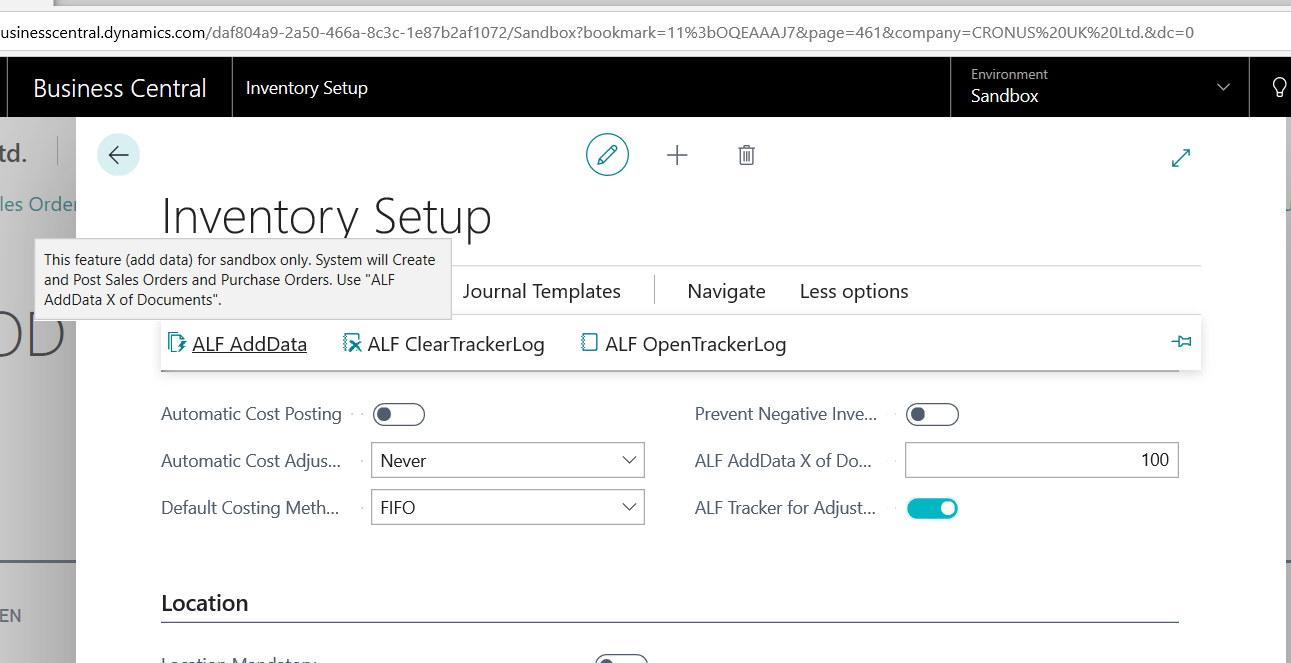 usinesscentral.dynamics.com/daf804a9-2a50-466a-8c3c-1e87b2af1072/Sandbox?bookmark=11%3bOQEAAAJ7&page=461&company=CRONUS%20UK%20Ltd.&dc=0
Business Central
Inventory Setup
Environment
Sandbox
td.
les Order
Inventory Setup
This feature (add data) for sandbox only. System will Create
and Post Sales Orders and Purchase Orders. Use "ALF
AddData X of Documents".
Journal Templates
Navigate
Less options
OD
ALF AddData
ALF ClearTrackerLog
ALF OpenTrackerLog
Automatic Cost Posting
Prevent Negative Inve...
Automatic Cost Adjus...
Never
ALF AddData X of Do...
100
Default Costing Meth...
FIFO
ALF Tracker for Adjust...
Location
EN